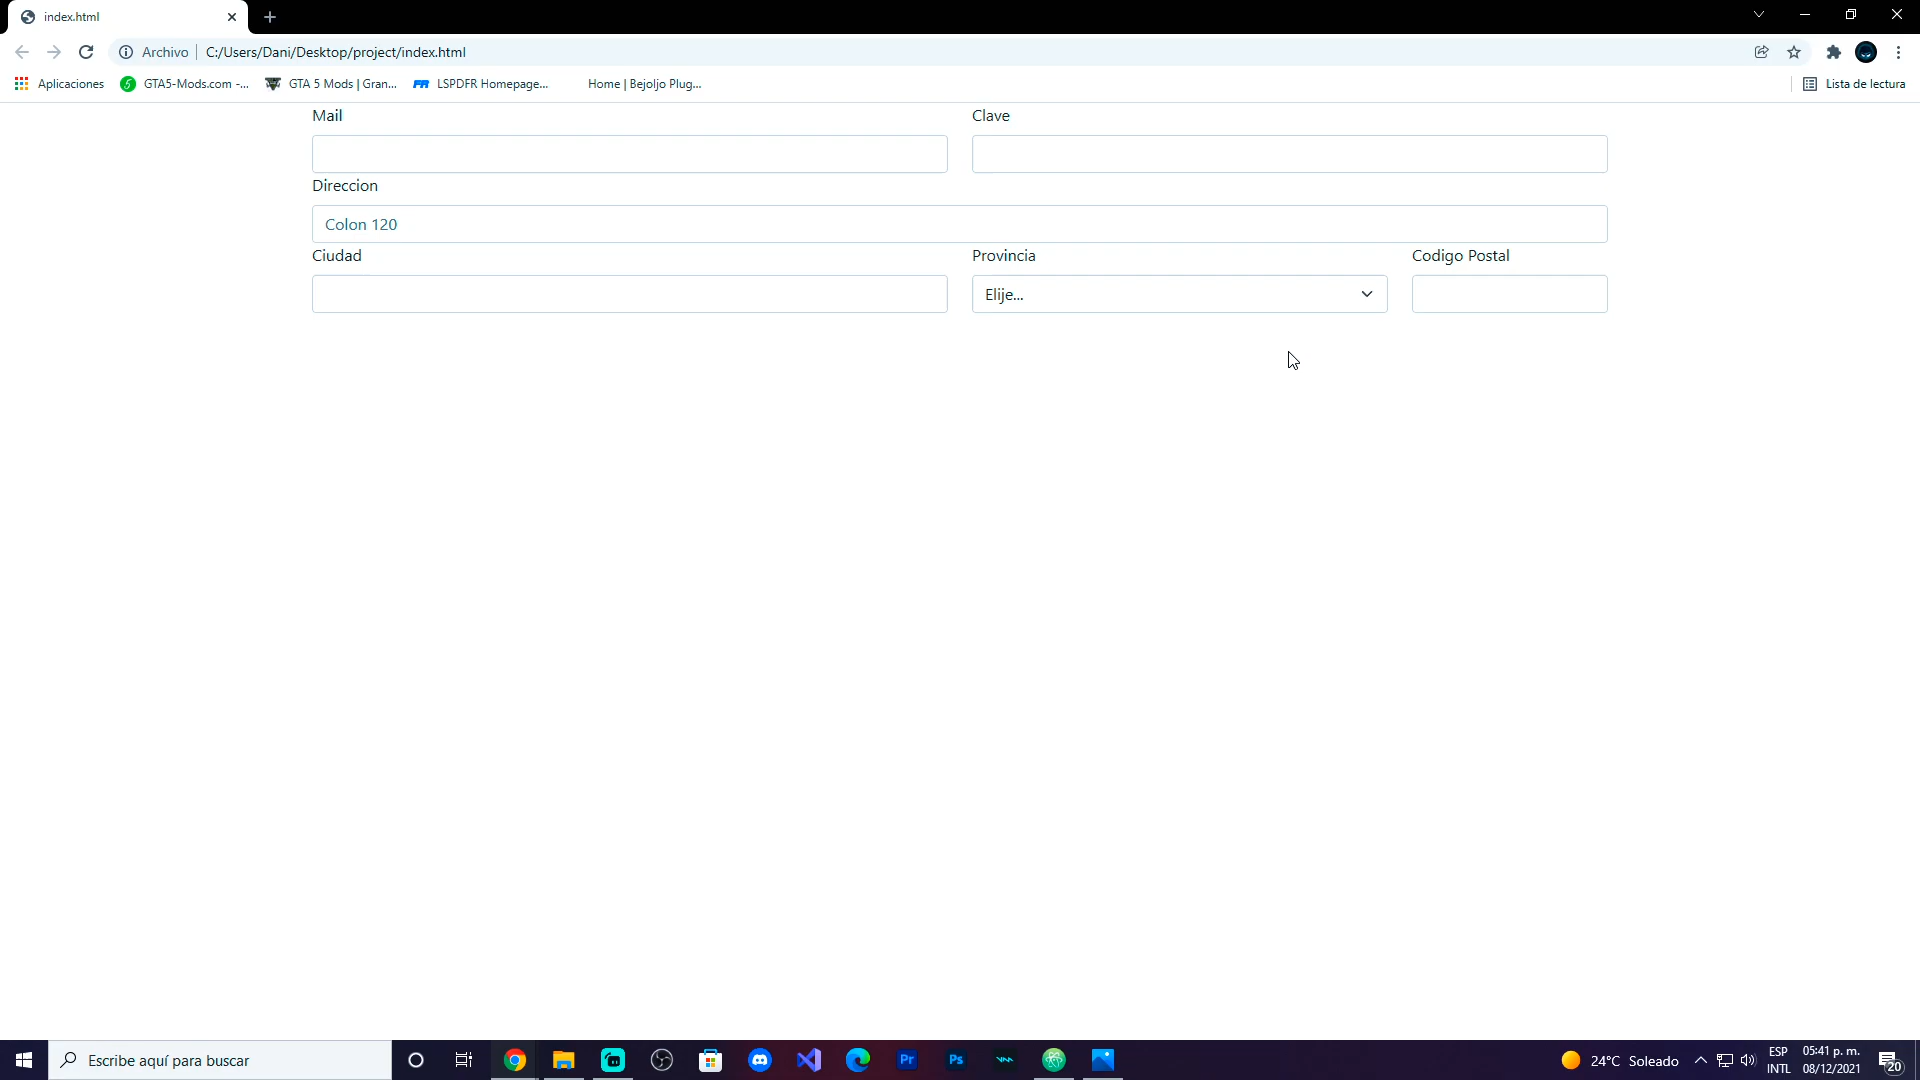 index.html
Archivo C:/Users/Dani/Desktop/project/index.html
Aplicaciones GTA5-Mods.com -... GTA 5 Mods | Gran... LSPDFR Homepage... Home | Bejoljo Plug... Lista de lectura
Mail Clave
Direccion
Colon 120
Ciudad Provincia Codigo Postal
Elije...
Escribe aquí para buscar
Pr Ps
24°C Soleado
ESP
INTL
05:41 p. m.
08/12/2021
20